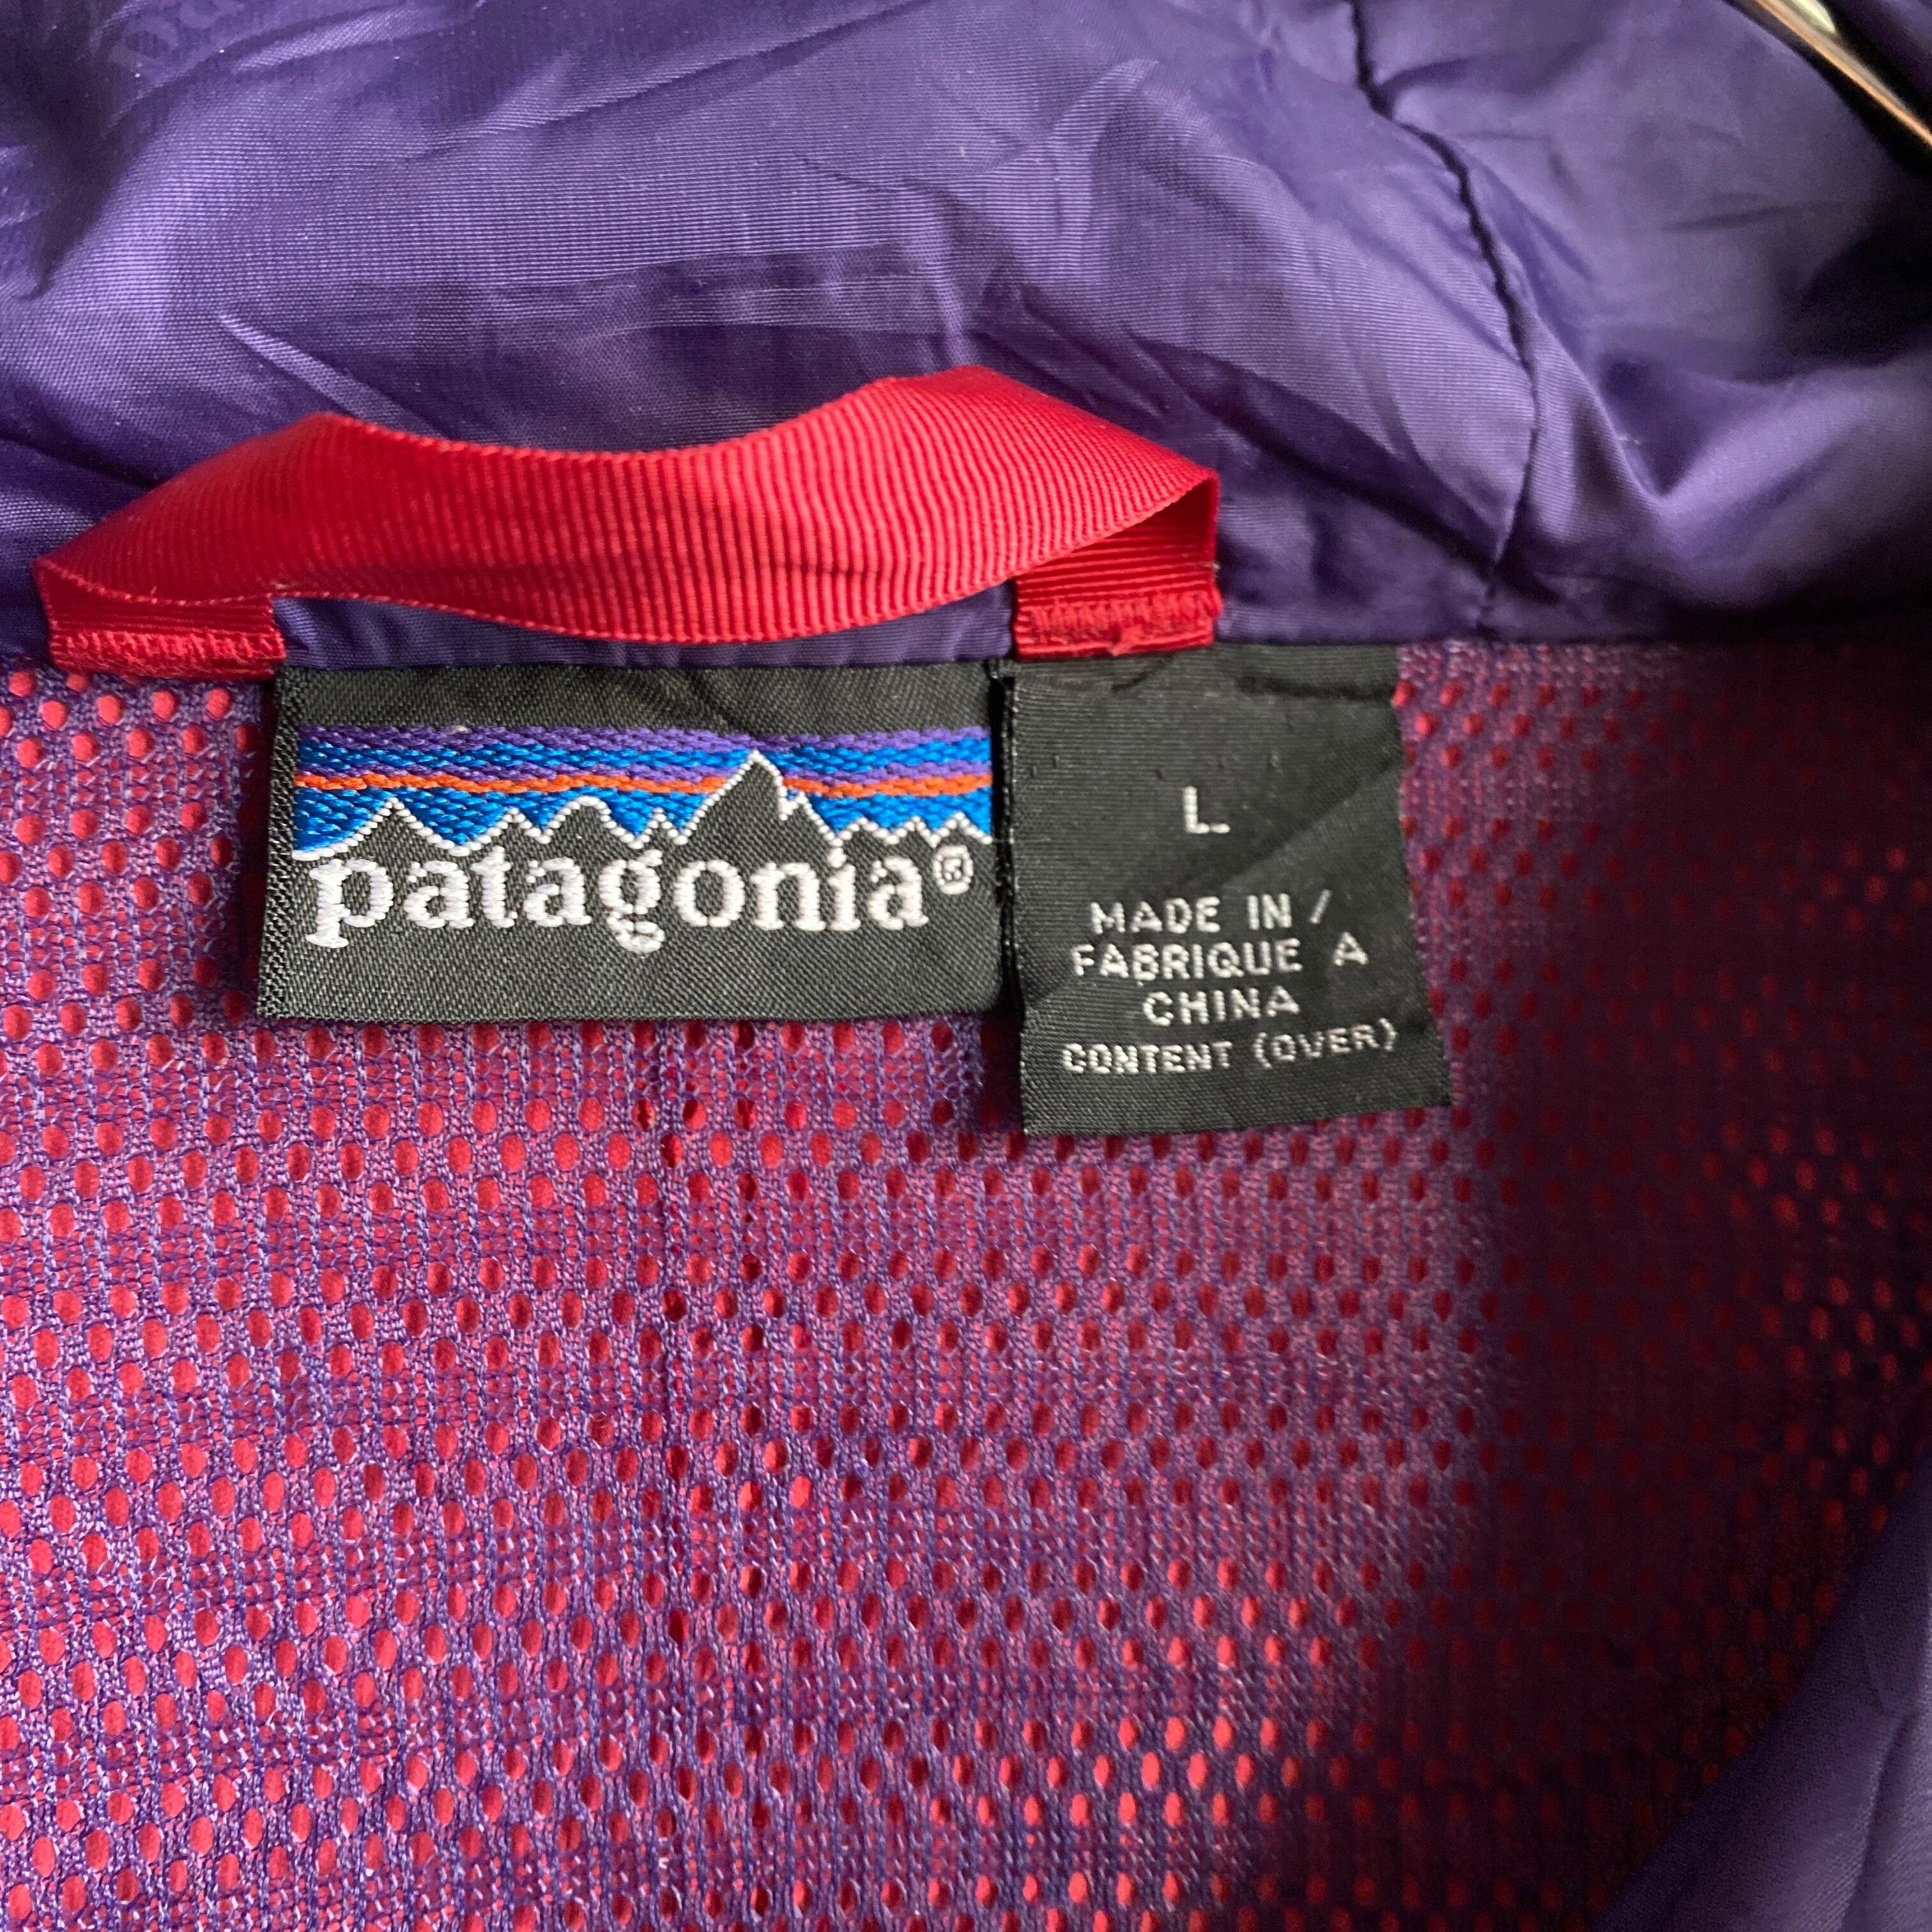 patagonia®
L
MADE IN /
FABRIQUE A
CHINA
CONTENT (OVER)